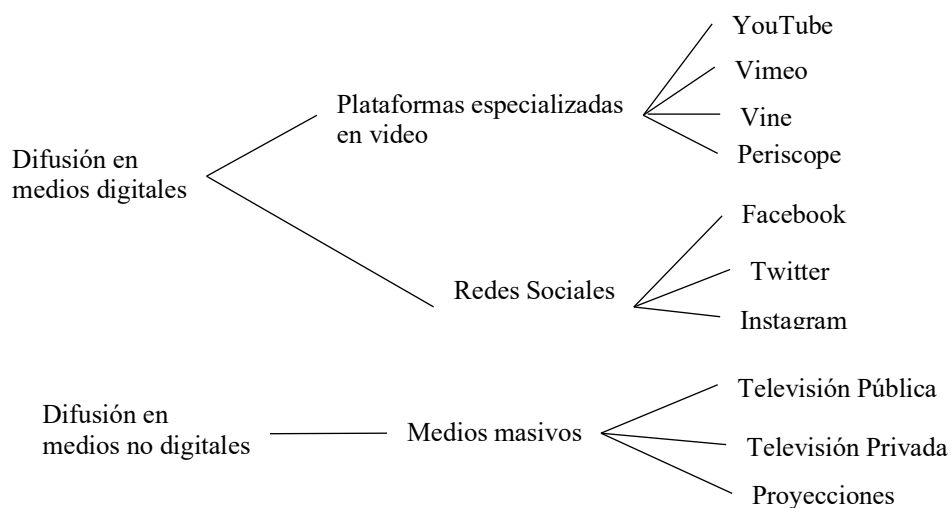 Difusión en
medios digitales
Plataformas especializadas
en video
YouTube
Vimeo
Vine
Periscope
Redes Sociales
Facebook
Twitter
Instagram
Difusión en
medios no digitales
Medios masivos
Televisión Pública
Televisión Privada
Proyecciones